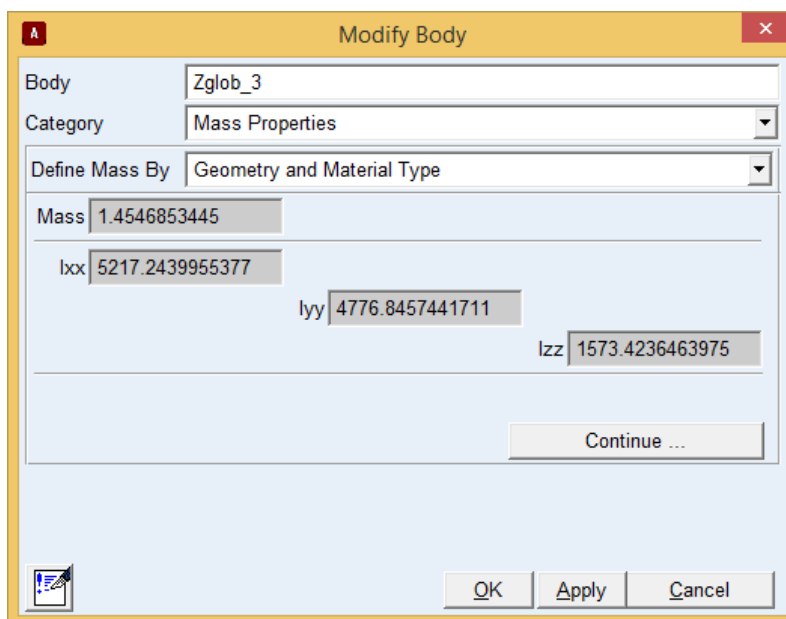 A Modify Body x
Body Zglob_3
Category Mass Properties
Define Mass By Geometry and Material Type
Mass 1.4546853445
Ixx 5217.2439955377
Iyy 4776.8457441711
Izz 1573.4236463975
Continue ...
OK Apply Cancel